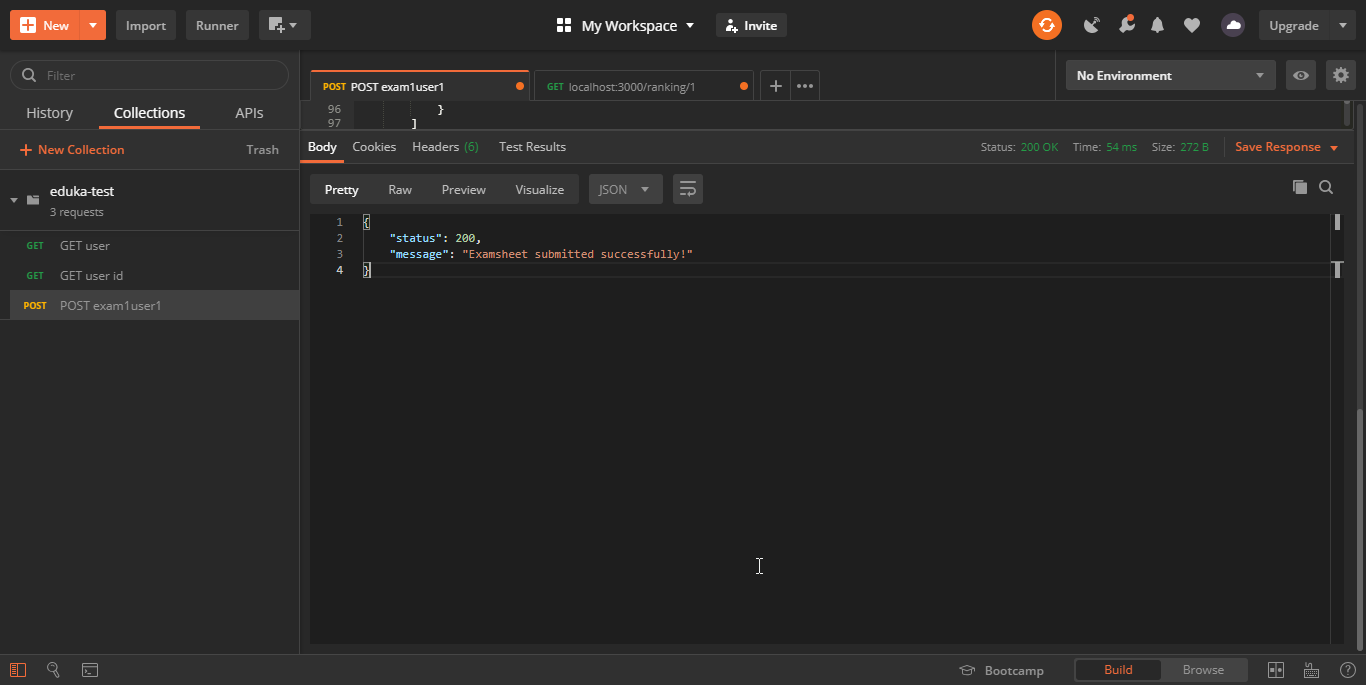 New
Import
Runner
My Workspace
Invite
Upgrade
Filter
History
Collections
APIs
New Collection
Trash
eduka-test
3 requests
GET GET user
GET GET user id
POST POST exam1user1
POST POST exam1user1
GET localhost:3000/ranking/1
No Environment
96 }
97 ]
Body
Cookies
Headers (6)
Test Results
Status: 200 OK
Time: 54 ms
Size: 272 B
Save Response
Pretty
Raw
Preview
Visualize
JSON
1 {
2 "status": 200,
3 "message": "Examsheet submitted successfully!"
4 }
Bootcamp
Build
Browse